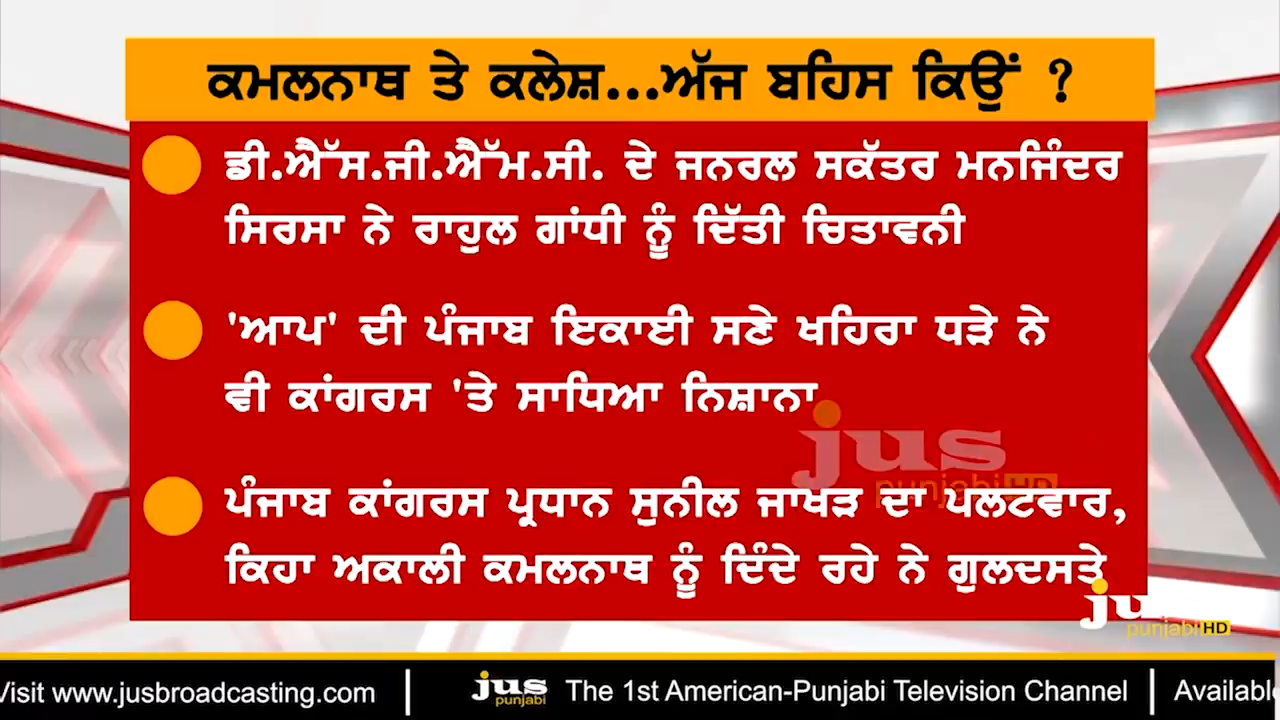 ਕਮਲਨਾਥ ਤੇ ਕਲੇਸ਼...ਅੱਜ ਬਹਿਸ ਕਿਉਂ ?
ਡੀ.ਐੱਸ.ਜੀ.ਐੱਮ.ਸੀ. ਦੇ ਜਨਰਲ ਸਕੱਤਰ ਮਨਜਿੰਦਰ
ਸਿਰਸਾ ਨੇ ਰਾਹੁਲ ਗਾਂਧੀ ਨੂੰ ਦਿੱਤੀ ਚਿਤਾਵਨੀ
'ਆਪ' ਦੀ ਪੰਜਾਬ ਇਕਾਈ ਸਣੇ ਖਹਿਰਾ ਧੜੇ ਨੇ
ਵੀ ਕਾਂਗਰਸ 'ਤੇ ਸਾਧਿਆ ਨਿਸ਼ਾਨਾ
jus
punjabi HD
ਪੰਜਾਬ ਕਾਂਗਰਸ ਪ੍ਰਧਾਨ ਸੁਨੀਲ ਜਾਖੜ ਦਾ ਪਲਟਵਾਰ,
ਕਿਹਾ ਅਕਾਲੀ ਕਮਲਨਾਥ ਨੂੰ ਦਿੰਦੇ ਰਹੇ ਨੇ ਗੁਲਦਸਤੇ
ju
punjabi HD
Visit www.jusbroadcasting.com | jus punjabi The 1st American-Punjabi Television Channel | Available